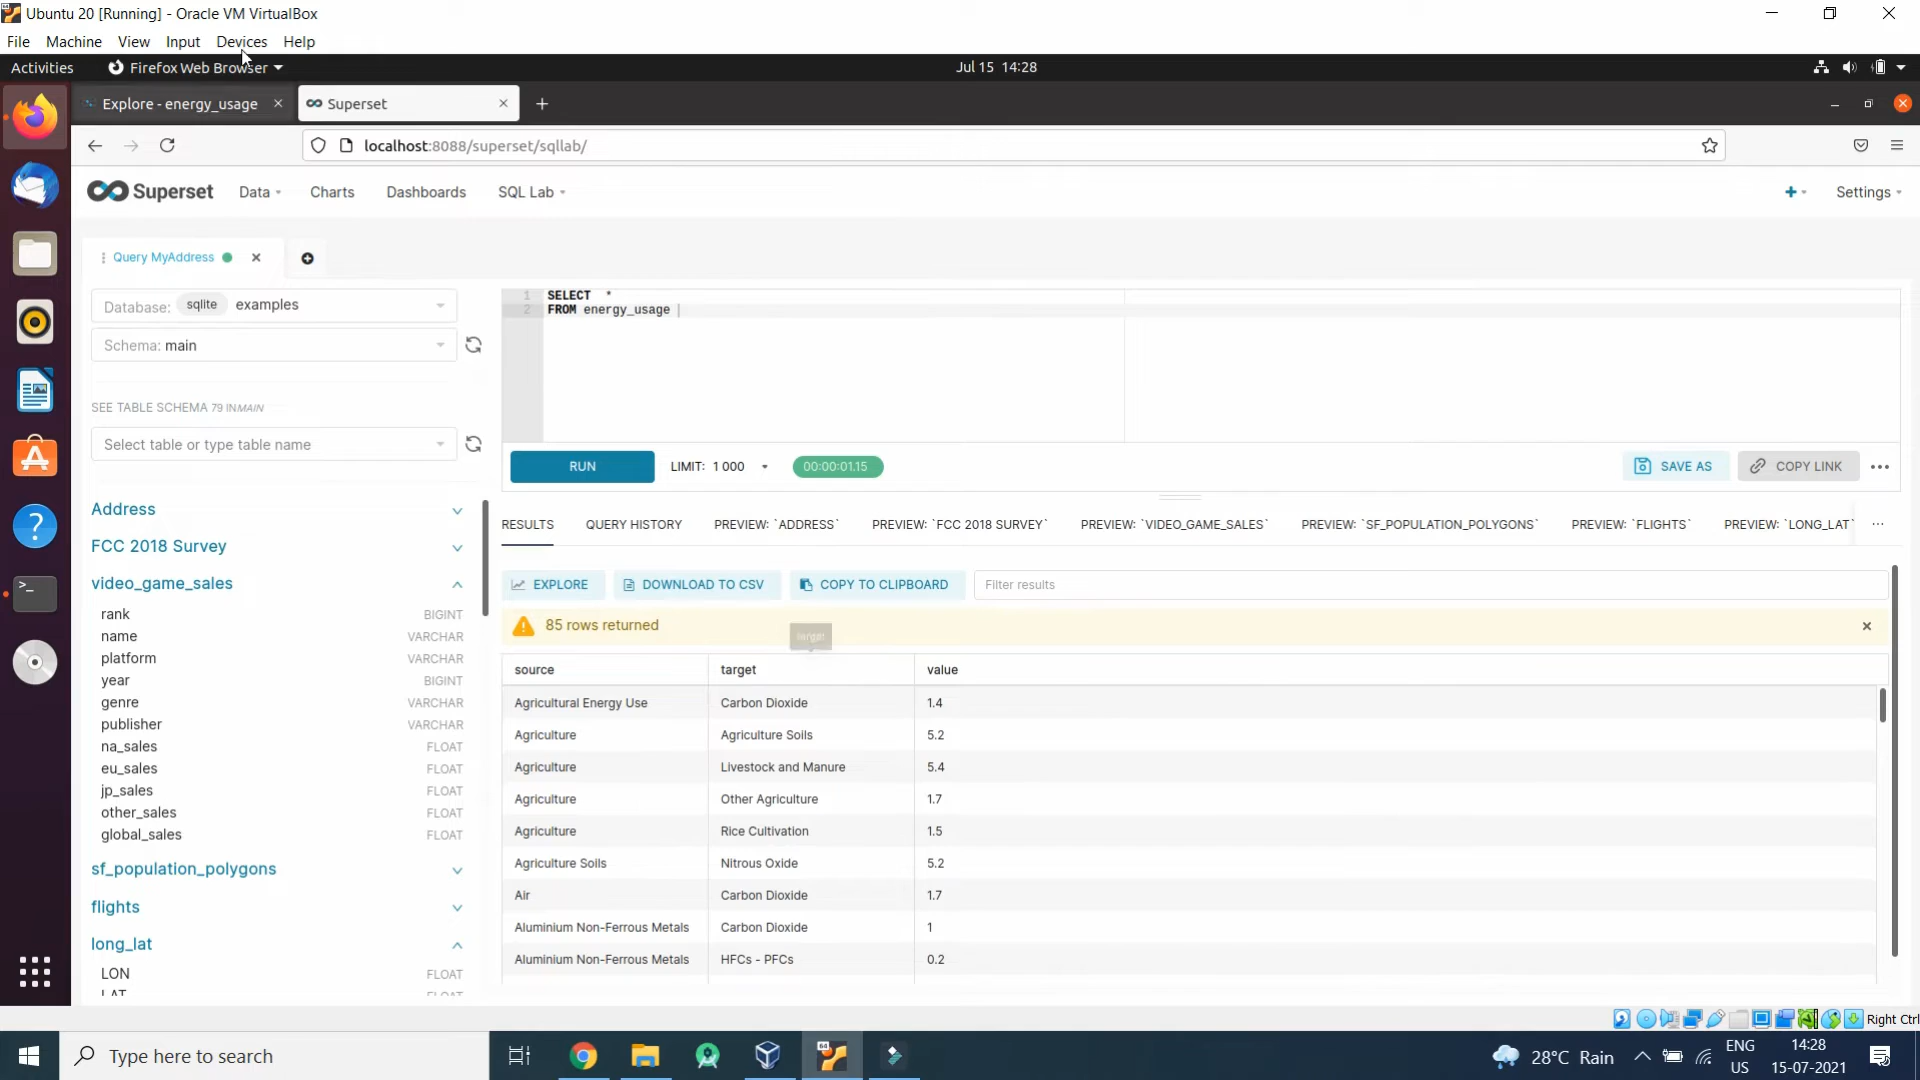 Ubuntu 20 [Running] - Oracle VM VirtualBox
File Machine View Input Devices Help
Activities Firefox Web Browser Jul 15 14:28
Explore - energy_usage Superset
localhost:8088/superset/sqllab/
Superset Data Charts Dashboards SQL Lab + Settings
Query MyAddress
Database: sqlite examples
Schema: main
SEE TABLE SCHEMA 79 IN MAIN
Select table or type table name
Address
FCC 2018 Survey
video_game_sales
rank BIGINT
name VARCHAR
platform VARCHAR
year BIGINT
genre VARCHAR
publisher VARCHAR
na_sales FLOAT
eu_sales FLOAT
jp_sales FLOAT
other_sales FLOAT
global_sales FLOAT
sf_population_polygons
flights
long_lat
LON FLOAT
LAT FLOAT
1 SELECT *
2 FROM energy_usage
RUN LIMIT: 1 000 00:00:01.15 SAVE AS COPY LINK
RESULTS QUERY HISTORY PREVIEW: `ADDRESS` PREVIEW: `FCC 2018 SURVEY` PREVIEW: `VIDEO_GAME_SALES` PREVIEW: `SF_POPULATION_POLYGONS` PREVIEW: `FLIGHTS` PREVIEW: `LONG_LAT`
EXPLORE DOWNLOAD TO CSV COPY TO CLIPBOARD Filter results
85 rows returned
target
source target value
Agricultural Energy Use Carbon Dioxide 1.4
Agriculture Agriculture Soils 5.2
Agriculture Livestock and Manure 5.4
Agriculture Other Agriculture 1.7
Agriculture Rice Cultivation 1.5
Agriculture Soils Nitrous Oxide 5.2
Air Carbon Dioxide 1.7
Aluminium Non-Ferrous Metals Carbon Dioxide 1
Aluminium Non-Ferrous Metals HFCs - PFCs 0.2
Right Ctrl
Type here to search
28°C Rain
ENG
US
14:28
15-07-2021